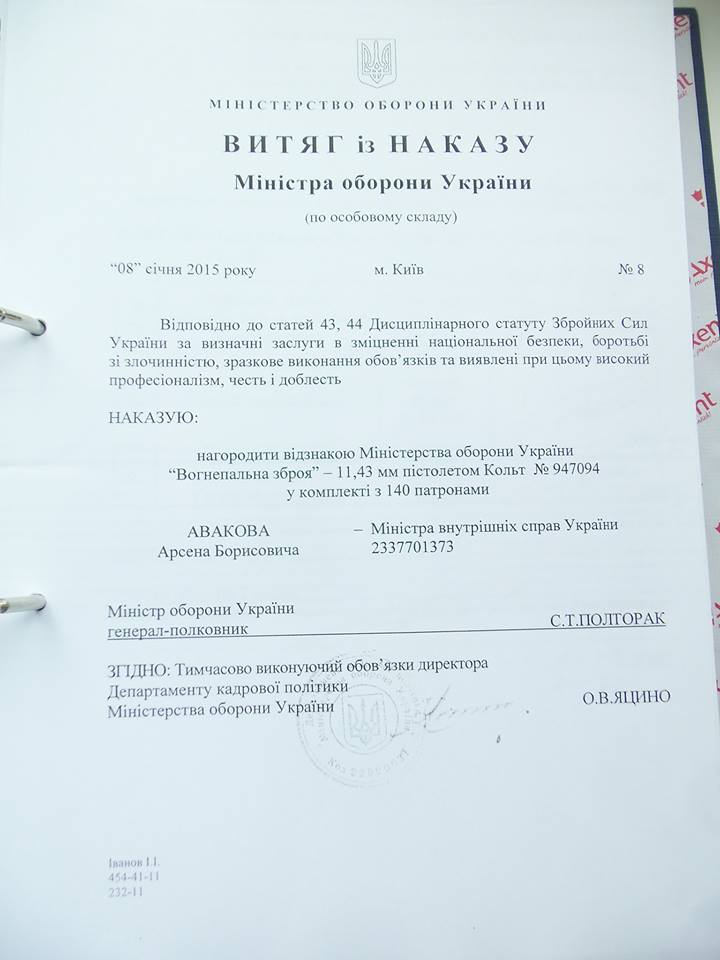 МІНІСТЕРСТВО ОБОРОНИ УКРАЇНИ
ВИТЯГ із НАКАЗУ
Міністра оборони України
(по особовому складу)
“08” січня 2015 року м. Київ № 8
Відповідно до статей 43, 44 Дисциплінарного статуту Збройних Сил
України за визначні заслуги в зміцненні національної безпеки, боротьбі
зі злочинністю, зразкове виконання обов’язків та виявлені при цьому високий
професіоналізм, честь і доблесть
НАКАЗУЮ:
нагородити відзнакою Міністерства оборони України
“Вогнепальна зброя” – 11,43 мм пістолетом Кольт № 947094
у комплекті з 140 патронами
АВАКОВА – Міністра внутрішніх справ України
Арсена Борисовича 2337701373
Міністр оборони України
генерал-полковник С.Т.ПОЛТОРАК
ЗГІДНО: Тимчасово виконуючий обов’язки директора
Департаменту кадрової політики
Міністерства оборони України О.В.ЯЦИНО
Іванов І.І.
454-41-11
232-11
Axent